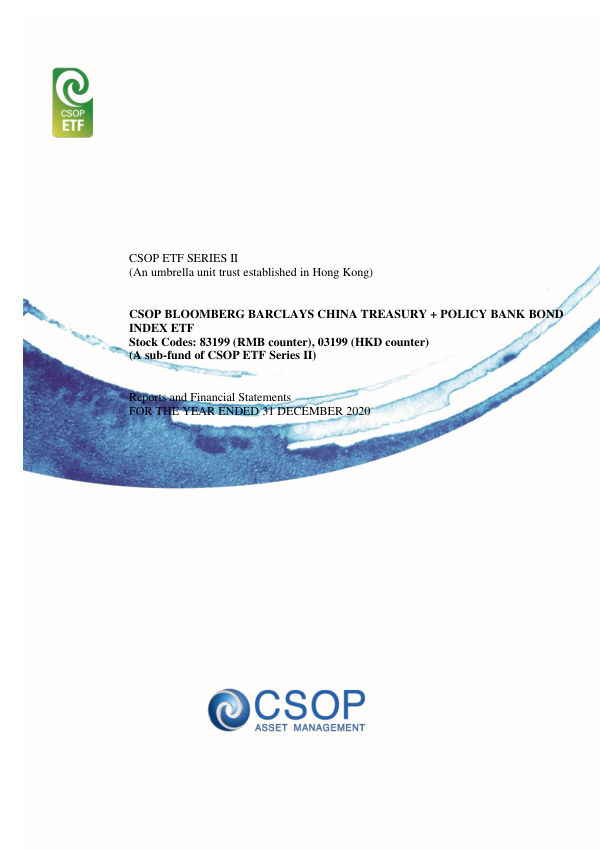 CSOP
ETF
CSOP ETF SERIES II
(An umbrella unit trust established in Hong Kong)
CSOP BLOOMBERG BARCLAYS CHINA TREASURY + POLICY BANK BOND
INDEX ETF
Stock Codes: 83199 (RMB counter), 03199 (HKD counter)
(A sub-fund of CSOP ETF Series II)
Reports and Financial Statements
FOR THE YEAR ENDED 31 DECEMBER 2020
CSOP
ASSET MANAGEMENT